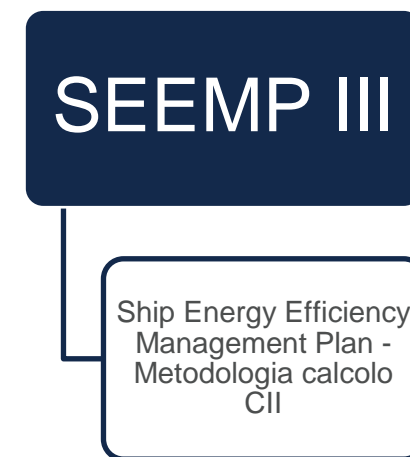 SEEMP III
Ship Energy Efficiency
Management Plan -
Metodologia calcolo
CII